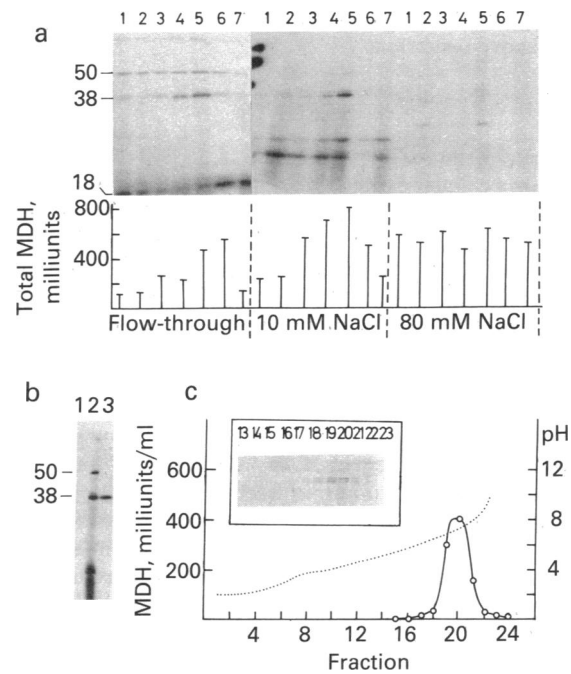 a
1 2 3 4 5 6 7 1 2 3 4 5 6 7 1 2 3 4 5 6 7
50
38
18
800
400
Total MDH,
milliunits
Flow-through 10 mM NaCl 80 mM NaCl
b
123
50
38
c
13 14 15 16 17 18 19 20 21 22 23
600
400
200
MDH, milliunits/ml
pH
12
8
4
4 8 12 16 20 24
Fraction